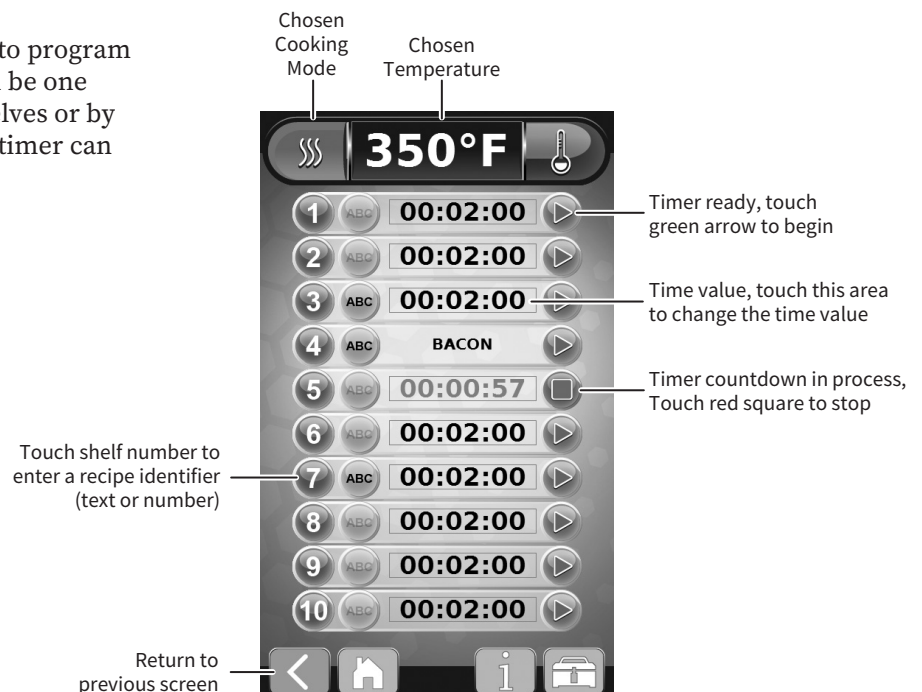 to program
be one
lves or by
timer can
Chosen
Cooking
Mode
Chosen
Temperature
350°F
1 ABC 00:02:00
2 ABC 00:02:00
3 ABC 00:02:00
4 ABC BACON
5 ABC 00:00:57
6 ABC 00:02:00
7 ABC 00:02:00
8 ABC 00:02:00
9 ABC 00:02:00
10 ABC 00:02:00
Timer ready, touch
green arrow to begin
Time value, touch this area
to change the time value
Timer countdown in process,
Touch red square to stop
Touch shelf number to
enter a recipe identifier
(text or number)
Return to
previous screen
i